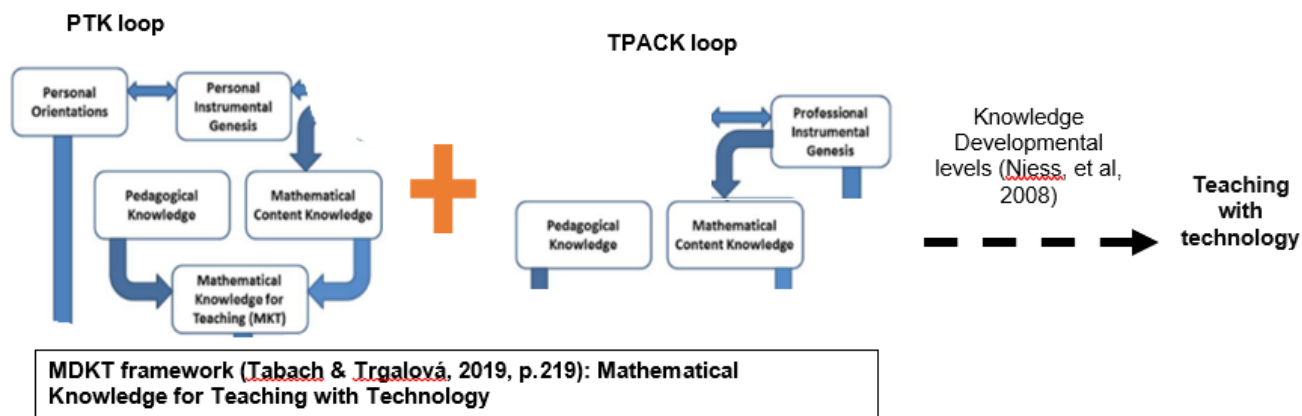 PTK loop
Personal
Orientations
Personal
Instrumental
Genesis
Pedagogical
Knowledge
Mathematical
Content Knowledge
Mathematical
Knowledge for
Teaching (MKT)
TPACK loop
Professional
Instrumental
Genesis
Pedagogical
Knowledge
Mathematical
Content Knowledge
Knowledge
Developmental
levels (Niess, et al,
2008)
Teaching
with
technology
MDKT framework (Tabach & Trgalová, 2019, p.219): Mathematical
Knowledge for Teaching with Technology